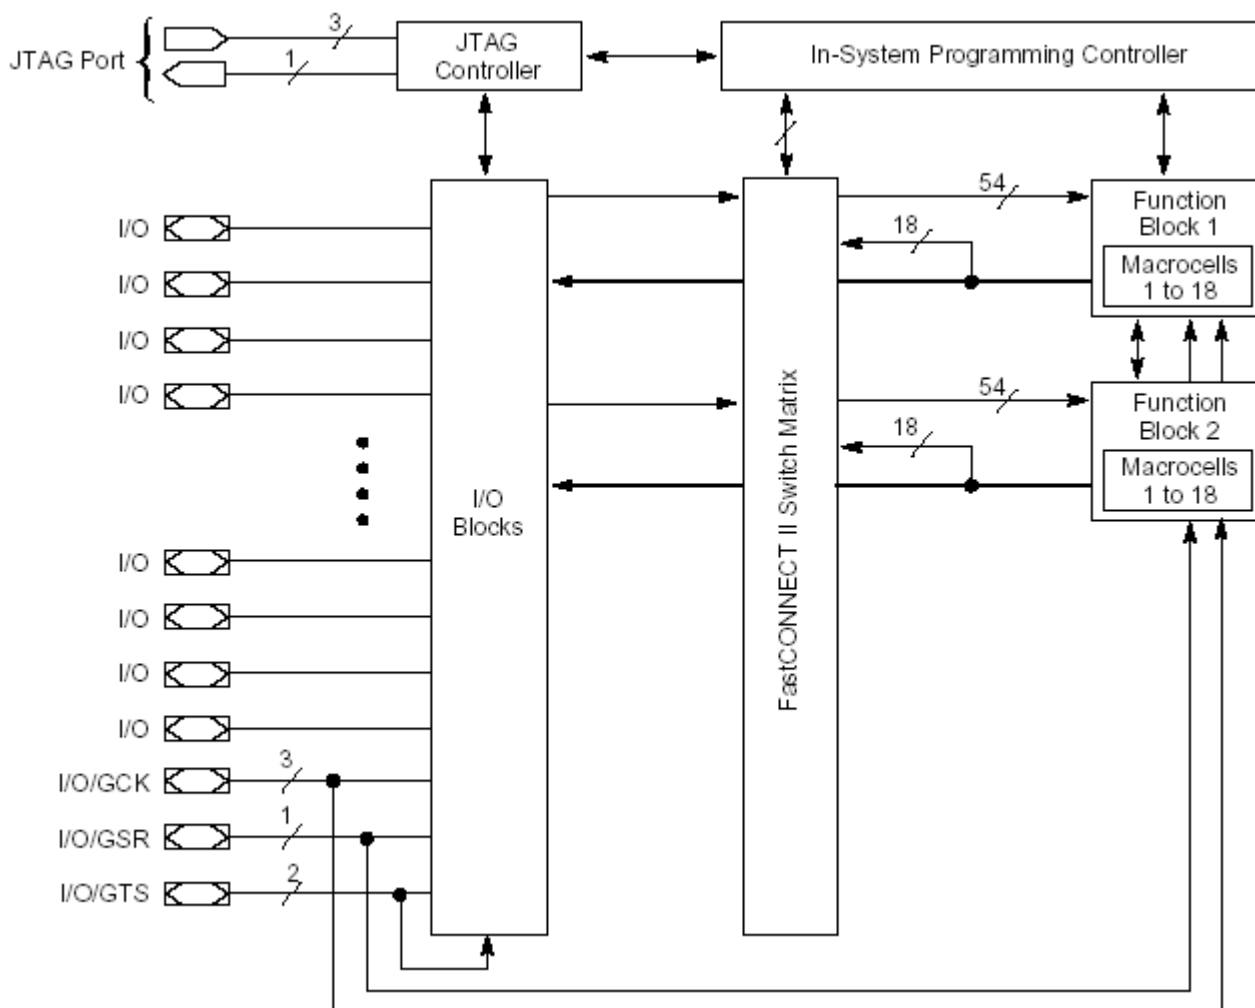 JTAG Port
3
1
JTAG
Controller
In-System Programming Controller
54
18
Function
Block 1
Macrocells
1 to 18
I/O
I/O
I/O
I/O
54
18
Function
Block 2
Macrocells
1 to 18
I/O
Blocks
FastCONNECT II Switch Matrix
I/O
I/O
I/O
I/O
I/O/GCK
3
I/O/GSR
1
I/O/GTS
2